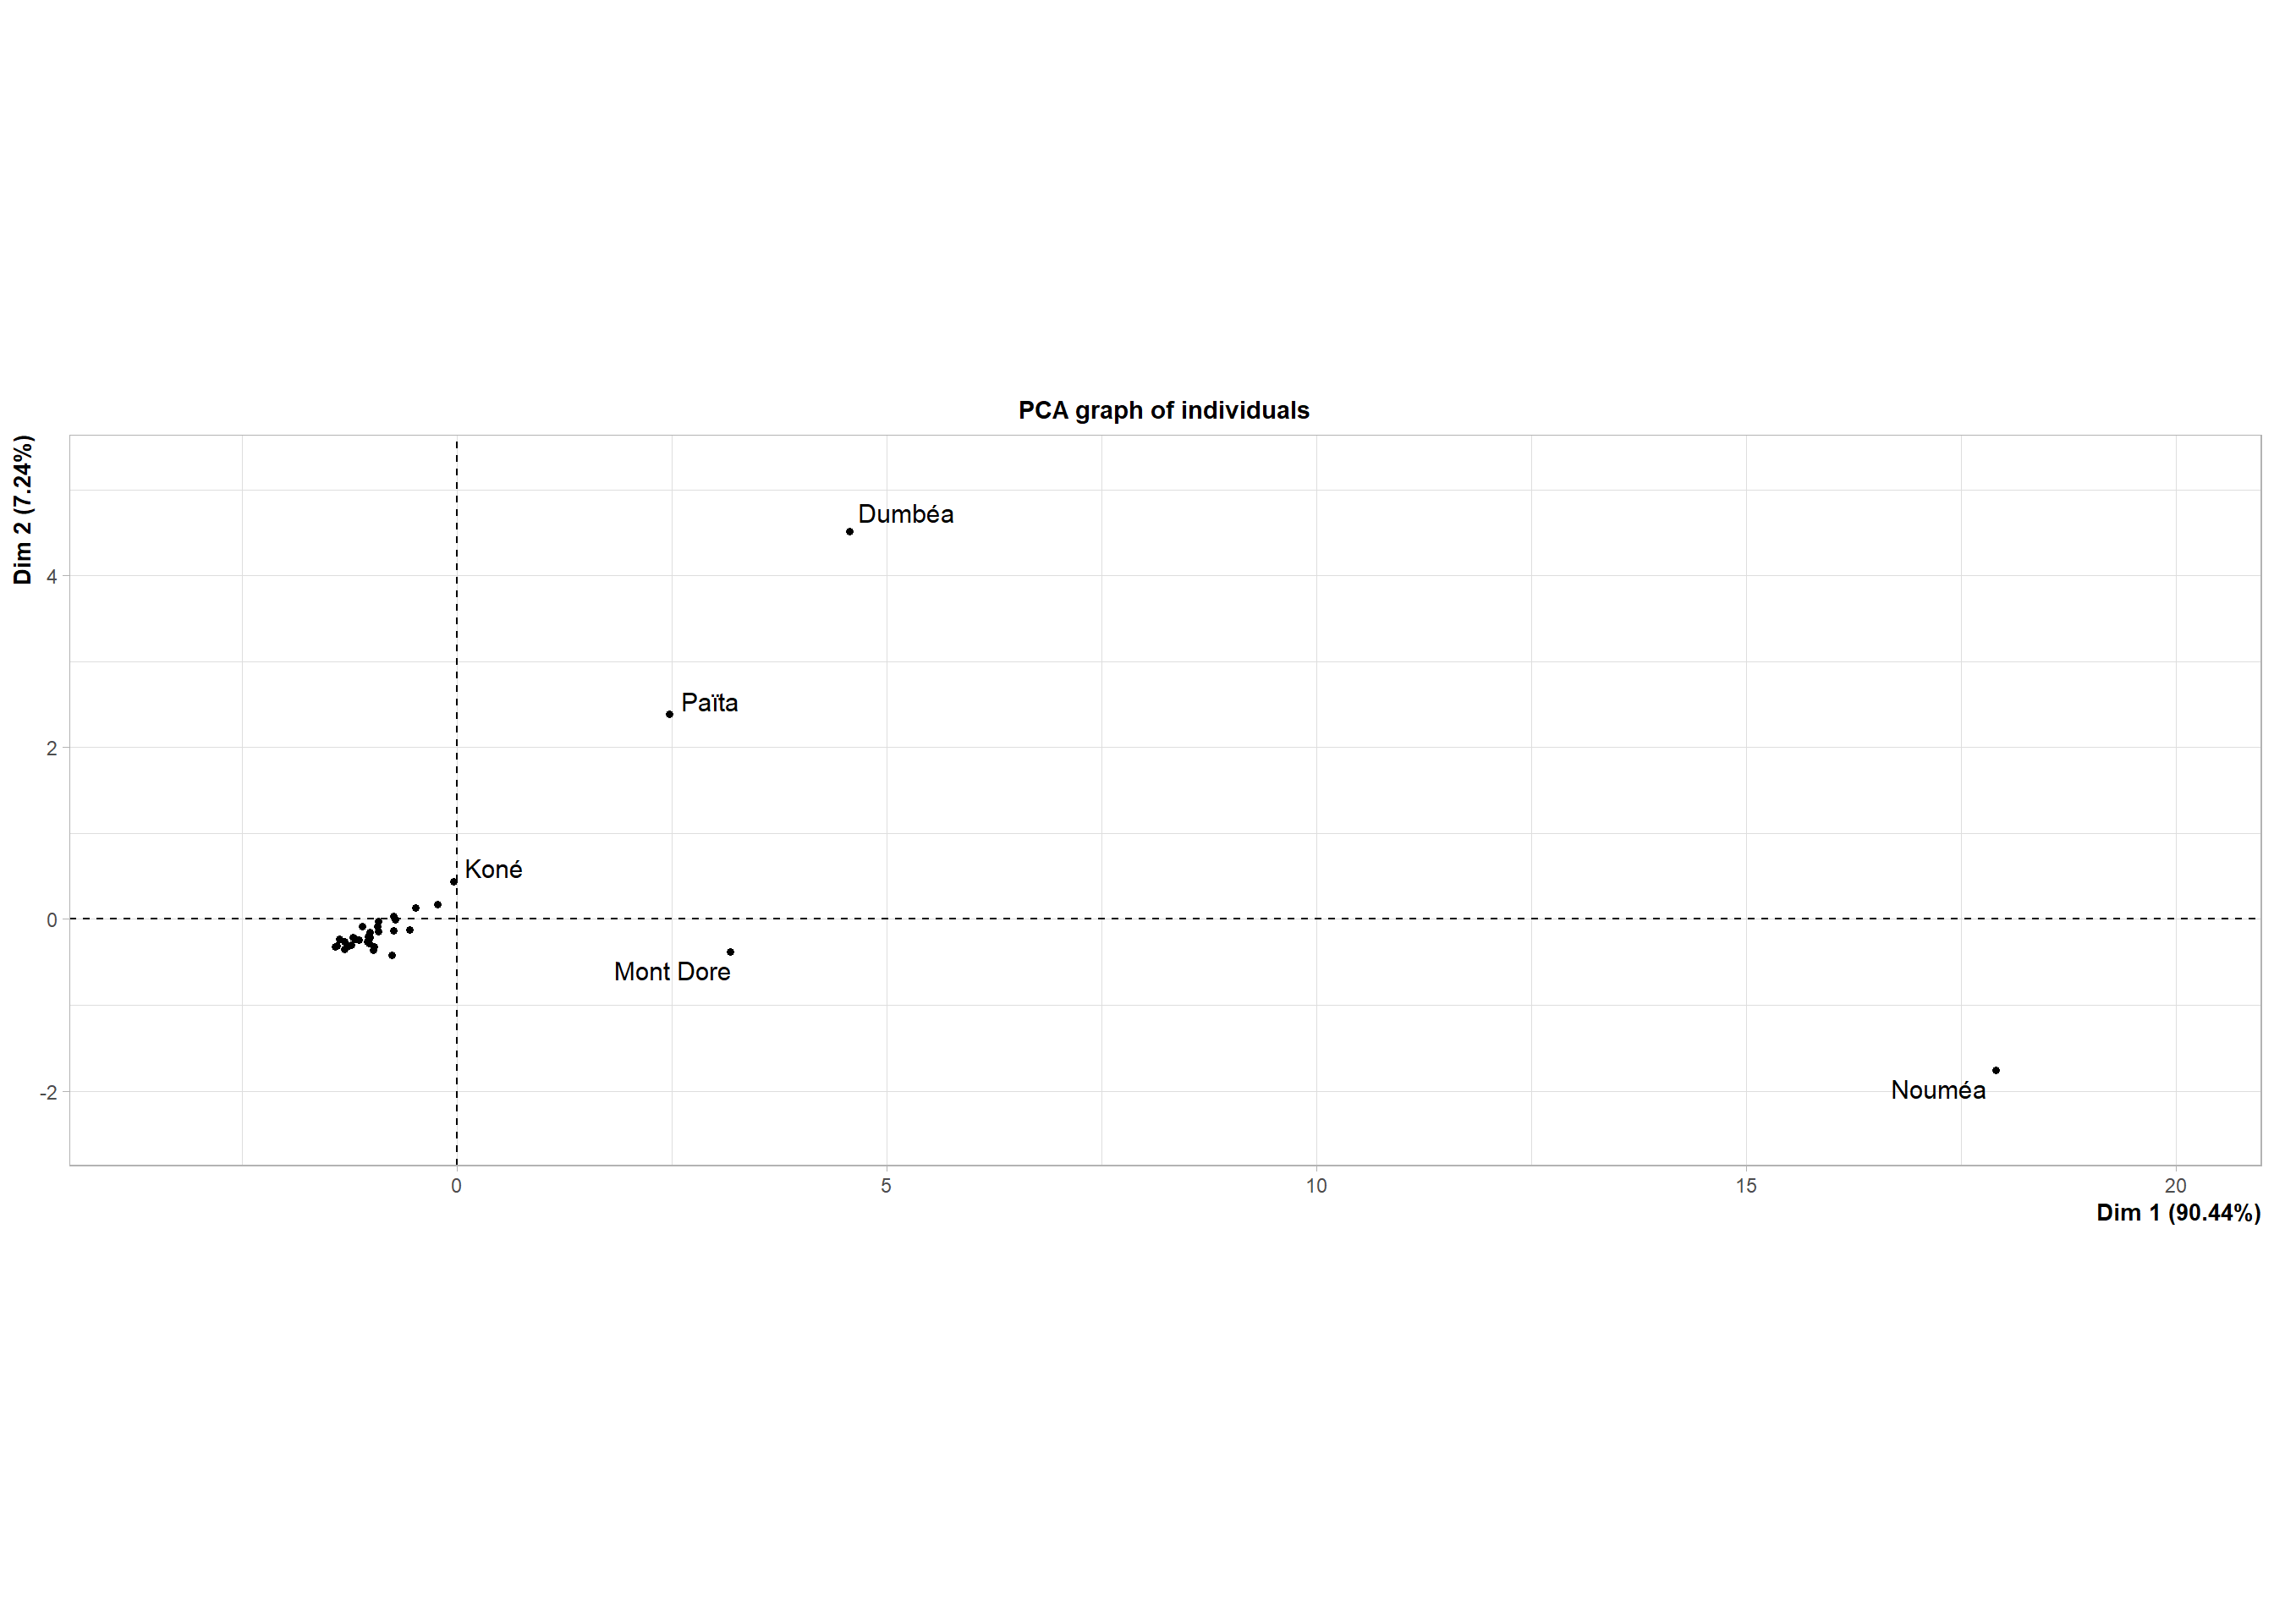 PCA graph of individuals
Dim 2 (7.24%)
4
2
0
-2
Dumbéa
Païta
Koné
Mont Dore
Nouméa
0
5
10
15
20
Dim 1 (90.44%)